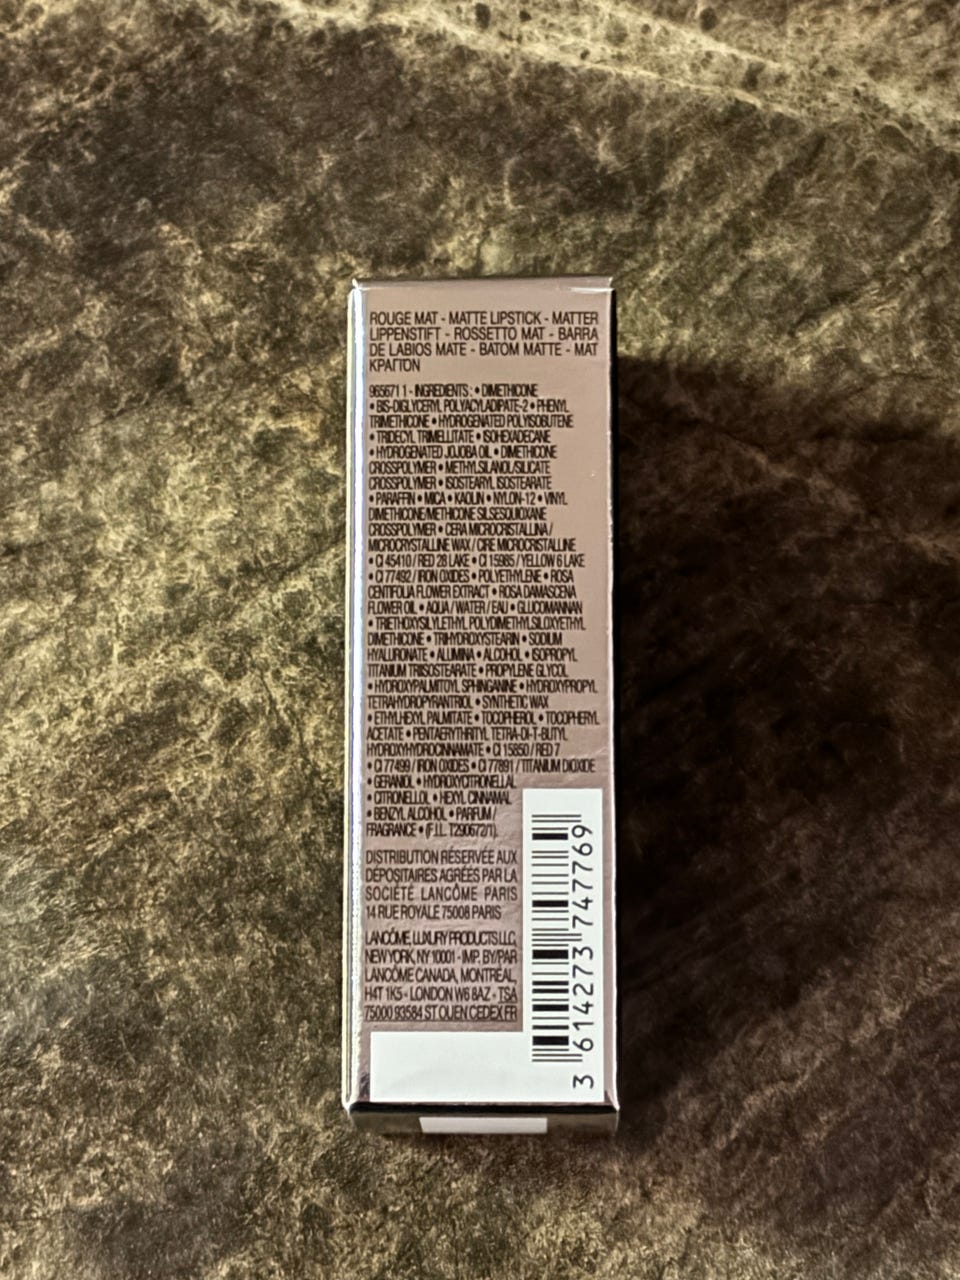 ROUGE MAT - MATTE LIPSTICK - MATTER
LIPPENSTIFT - ROSSETTO MAT - BARRA
DE LABIOS MATE - BATOM MATTE - MAT
ΚΡΑΓΙΟΝ
965671 1 - INGREDIENTS : • DIMETHICONE
• BIS-DIGLYCERYL POLYACYLADIPATE-2 • PHENYL
TRIMETHICONE • HYDROGENATED POLYISOBUTENE
• TRIDECYL TRIMELLITATE • ISOHEXADECANE
• HYDROGENATED JOJOBA OIL • DIMETHICONE
CROSSPOLYMER • METHYLSILANOL/SILICATE
CROSSPOLYMER • ISOSTEARYL ISOSTEARATE
• PARAFFIN • MICA • KAOLIN • NYLON-12 • VINYL
DIMETHICONE/METHICONE SILSESQUIOXANE
CROSSPOLYMER • CERA MICROCRISTALLINA /
MICROCRYSTALLINE WAX / CIRE MICROCRISTALLINE
• CI 45410 / RED 28 LAKE • CI 15985 / YELLOW 6 LAKE
• CI 77492 / IRON OXIDES • POLYETHYLENE • ROSA
CENTIFOLIA FLOWER EXTRACT • ROSA DAMASCENA
FLOWER OIL • AQUA / WATER / EAU • GLUCOMANNAN
• TRIETHOXYSILYLETHYL POLYDIMETHYLSILOXYETHYL
DIMETHICONE • TRIHYDROXYSTEARIN • SODIUM
HYALURONATE • ALUMINA • ALCOHOL • ISOPROPYL
TITANIUM TRIISOSTEARATE • PROPYLENE GLYCOL
• HYDROXYPALMITOYL SPHINGANINE • HYDROXYPROPYL
TETRAHYDROPYRANTRIOL • SYNTHETIC WAX
• ETHYLHEXYL PALMITATE • TOCOPHEROL • TOCOPHERYL
ACETATE • PENTAERYTHRITYL TETRA-DI-T-BUTYL
HYDROXYHYDROCINNAMATE • CI 15850 / RED 7
• CI 77499 / IRON OXIDES • CI 77891 / TITANIUM DIOXIDE
• GERANIOL • HYDROXYCITRONELLAL
• CITRONELLOL • HEXYL CINNAMAL
• BENZYL ALCOHOL • PARFUM /
FRAGRANCE • (F.I.L. T290672/1).
DISTRIBUTION RÉSERVÉE AUX
DÉPOSITAIRES AGRÉÉS PAR LA
SOCIÉTÉ LANCÔME PARIS
14 RUE ROYALE 75008 PARIS
LANCÔME, LUXURY PRODUCTS LLC,
NEW YORK, NY 10001 - IMP. BY/PAR
LANCÔME CANADA, MONTREAL,
H4T 1K5 - LONDON W6 8AZ - TSA
75000 93584 ST OUEN CEDEX FR
3 614273 747769